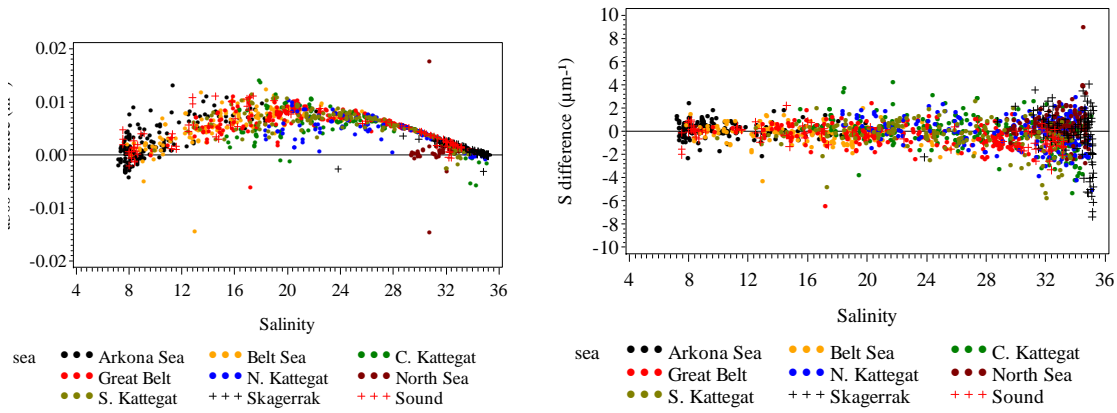 0.02
0.01
0.00
-0.01
-0.02
4 8 12 16 20 24 28 32 36
Salinity
sea Arkona Sea Belt Sea C. Kattegat
Great Belt N. Kattegat North Sea
S. Kattegat Skagerrak Sound
S difference (µm⁻¹)
10
8
6
4
2
0
-2
-4
-6
-8
-10
4 8 12 16 20 24 28 32 36
Salinity
sea Arkona Sea Belt Sea C. Kattegat
Great Belt N. Kattegat North Sea
S. Kattegat Skagerrak Sound